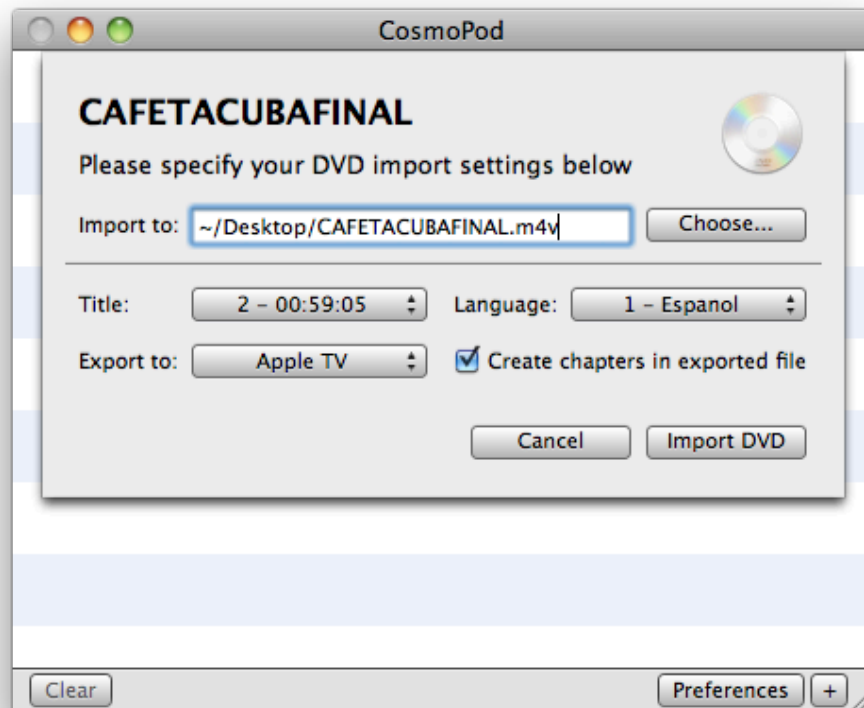 CosmoPod
CAFETACUBAFINAL
Please specify your DVD import settings below
Import to: ~/Desktop/CAFETACUBAFINAL.m4v Choose...
Title: 2 - 00:59:05 Language: 1 - Espanol
Export to: Apple TV Create chapters in exported file
Cancel Import DVD
Clear Preferences +